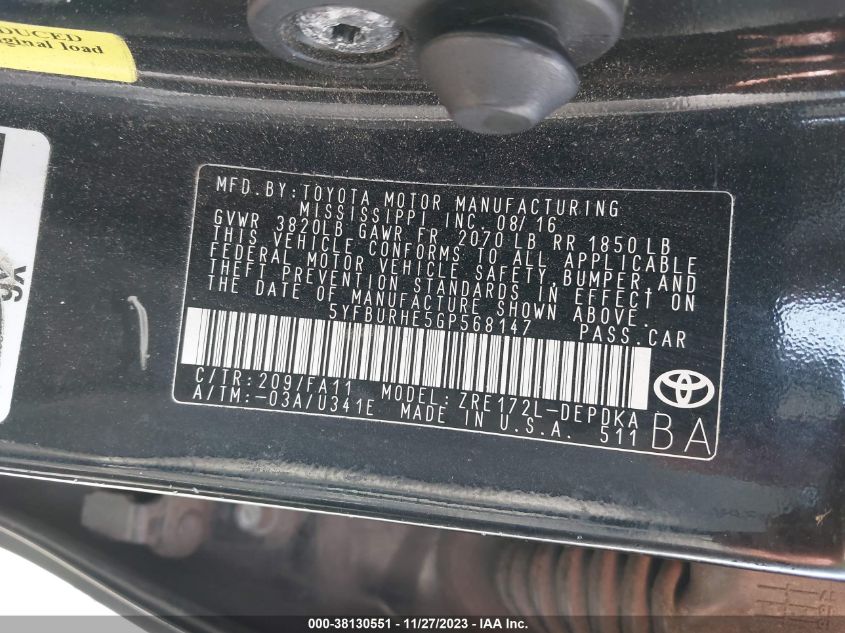 DUCED
iginal load
MFD. BY: TOYOTA MOTOR MANUFACTURING
MISSISSIPPI INC. 08/16
GVWR 3820LB GAWR FR 2070 LB RR 1850 LB
THIS VEHICLE CONFORMS TO ALL APPLICABLE
FEDERAL MOTOR VEHICLE SAFETY, BUMPER, AND
THEFT PREVENTION STANDARDS IN EFFECT ON
THE DATE OF MANUFACTURE SHOWN ABOVE.
5YFBURHE5GP568147 PASS. CAR
C/TR: 209/FA11 MODEL: ZRE172L-DEPDKA
A/TM: -03A/U341E MADE IN U.S.A. 511
BA
000-38130551 - 11/27/2023 - IAA Inc.